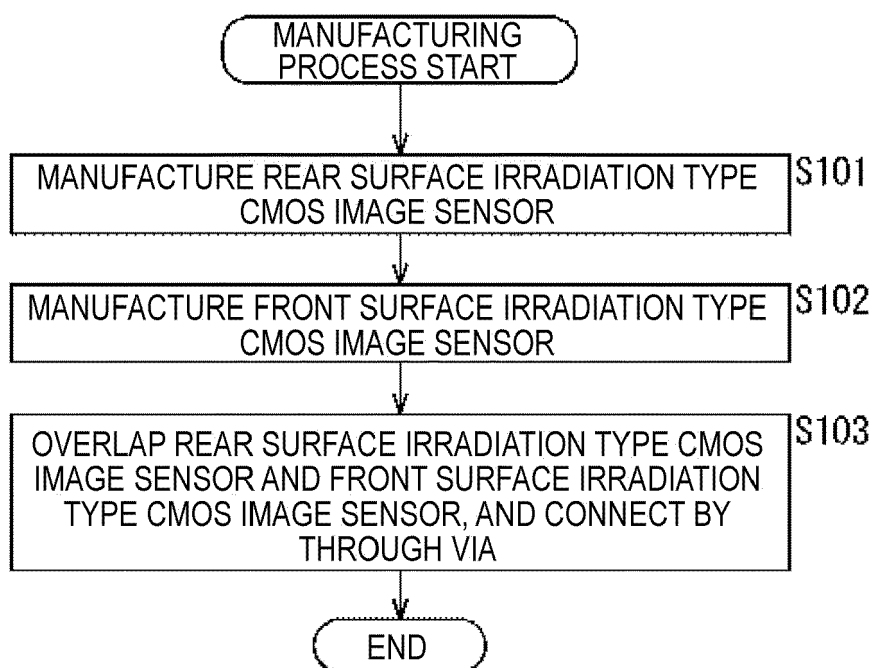 MANUFACTURING
PROCESS START
S101
MANUFACTURE REAR SURFACE IRRADIATION TYPE
CMOS IMAGE SENSOR
S102
MANUFACTURE FRONT SURFACE IRRADIATION TYPE
CMOS IMAGE SENSOR
S103
OVERLAP REAR SURFACE IRRADIATION TYPE CMOS
IMAGE SENSOR AND FRONT SURFACE IRRADIATION
TYPE CMOS IMAGE SENSOR, AND CONNECT BY
THROUGH VIA
END